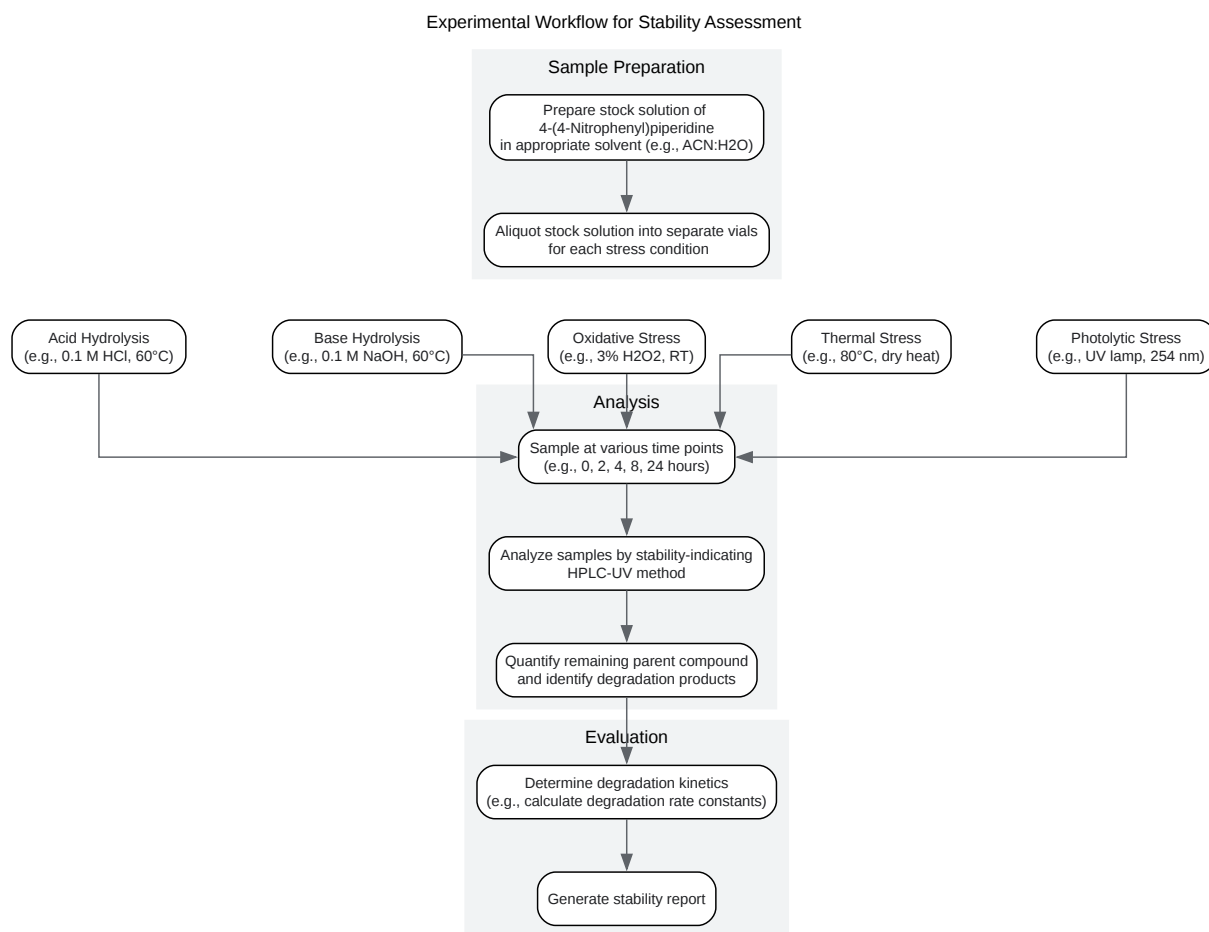 Experimental Workflow for Stability Assessment
Sample Preparation
Prepare stock solution of
4-(4-Nitrophenyl)piperidine
in appropriate solvent (e.g., ACN:H2O)
Aliquot stock solution into separate vials
for each stress condition
Acid Hydrolysis
(e.g., 0.1 M HCl, 60°C)
Base Hydrolysis
(e.g., 0.1 M NaOH, 60°C)
Oxidative Stress
(e.g., 3% H2O2, RT)
Thermal Stress
(e.g., 80°C, dry heat)
Photolytic Stress
(e.g., UV lamp, 254 nm)
Analysis
Sample at various time points
(e.g., 0, 2, 4, 8, 24 hours)
Analyze samples by stability-indicating
HPLC-UV method
Quantify remaining parent compound
and identify degradation products
Evaluation
Determine degradation kinetics
(e.g., calculate degradation rate constants)
Generate stability report